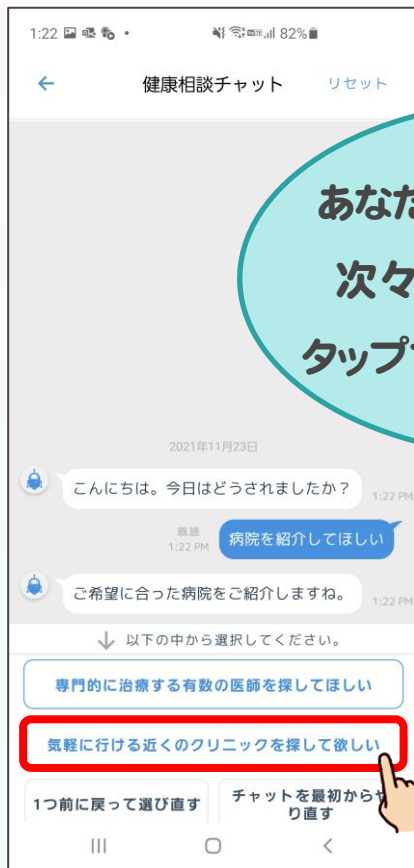 1:22
82%
健康相談チャット
リセット
あなた
次々
タップ
2021年11月23日
こんにちは。今日はどうされましたか？
1:22 PM
既読
1:22 PM
病院を紹介してほしい
ご希望に合った病院をご紹介しますね。
1:22 PM
以下の中から選択してください。
専門的に治療する有数の医師を探してほしい
気軽に行ける近くのクリニックを探して欲しい
1つ前に戻って選び直す
チャットを最初からや
り直す